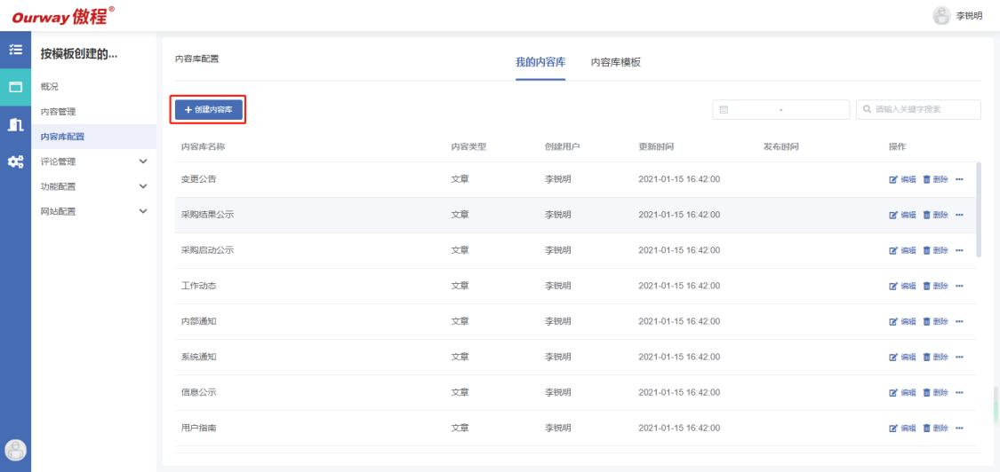 Ourway 傲程®
李锐明
按模板创建的...
概况
内容管理
内容库配置
评论管理
功能配置
网站配置
内容库配置
我的内容库 内容库模板
+ 创建内容库
- 请输入关键字搜索
内容库名称 内容类型 创建用户 更新时间 发布时间 操作
变更公告 文章 李锐明 2021-01-15 16:42:00 编辑 删除 ···
采购结果公示 文章 李锐明 2021-01-15 16:42:00 编辑 删除 ···
采购启动公示 文章 李锐明 2021-01-15 16:42:00 编辑 删除 ···
工作动态 文章 李锐明 2021-01-15 16:42:00 编辑 删除 ···
内部通知 文章 李锐明 2021-01-15 16:42:00 编辑 删除 ···
系统通知 文章 李锐明 2021-01-15 16:42:00 编辑 删除 ···
信息公示 文章 李锐明 2021-01-15 16:42:00 编辑 删除 ···
用户指南 文章 李锐明 2021-01-15 16:42:00 编辑 删除 ···